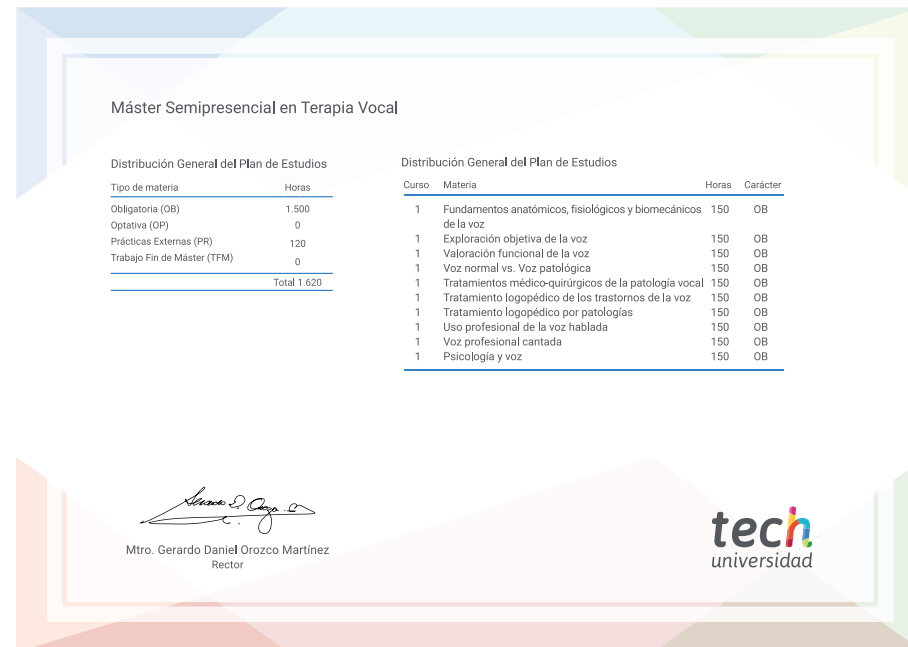 Máster Semipresencial en Terapia Vocal
Distribución General del Plan de Estudios
Tipo de materia Horas
Obligatoria (OB) 1.500
Optativa (OP) 0
Prácticas Externas (PR) 120
Trabajo Fin de Máster (TFM) 0
Total 1.620
Distribución General del Plan de Estudios
Curso Materia Horas Carácter
1 Fundamentos anatómicos, fisiológicos y biomecánicos 150 OB
de la voz
1 Exploración objetiva de la voz 150 OB
1 Valoración funcional de la voz 150 OB
1 Voz normal vs. Voz patológica 150 OB
1 Tratamientos médico-quirúrgicos de la patología vocal 150 OB
1 Tratamiento logopédico de los trastornos de la voz 150 OB
1 Tratamiento logopédico por patologías 150 OB
1 Uso profesional de la voz hablada 150 OB
1 Voz profesional cantada 150 OB
1 Psicología y voz 150 OB
Mtro. Gerardo Daniel Orozco Martínez
Rector
tech
universidad